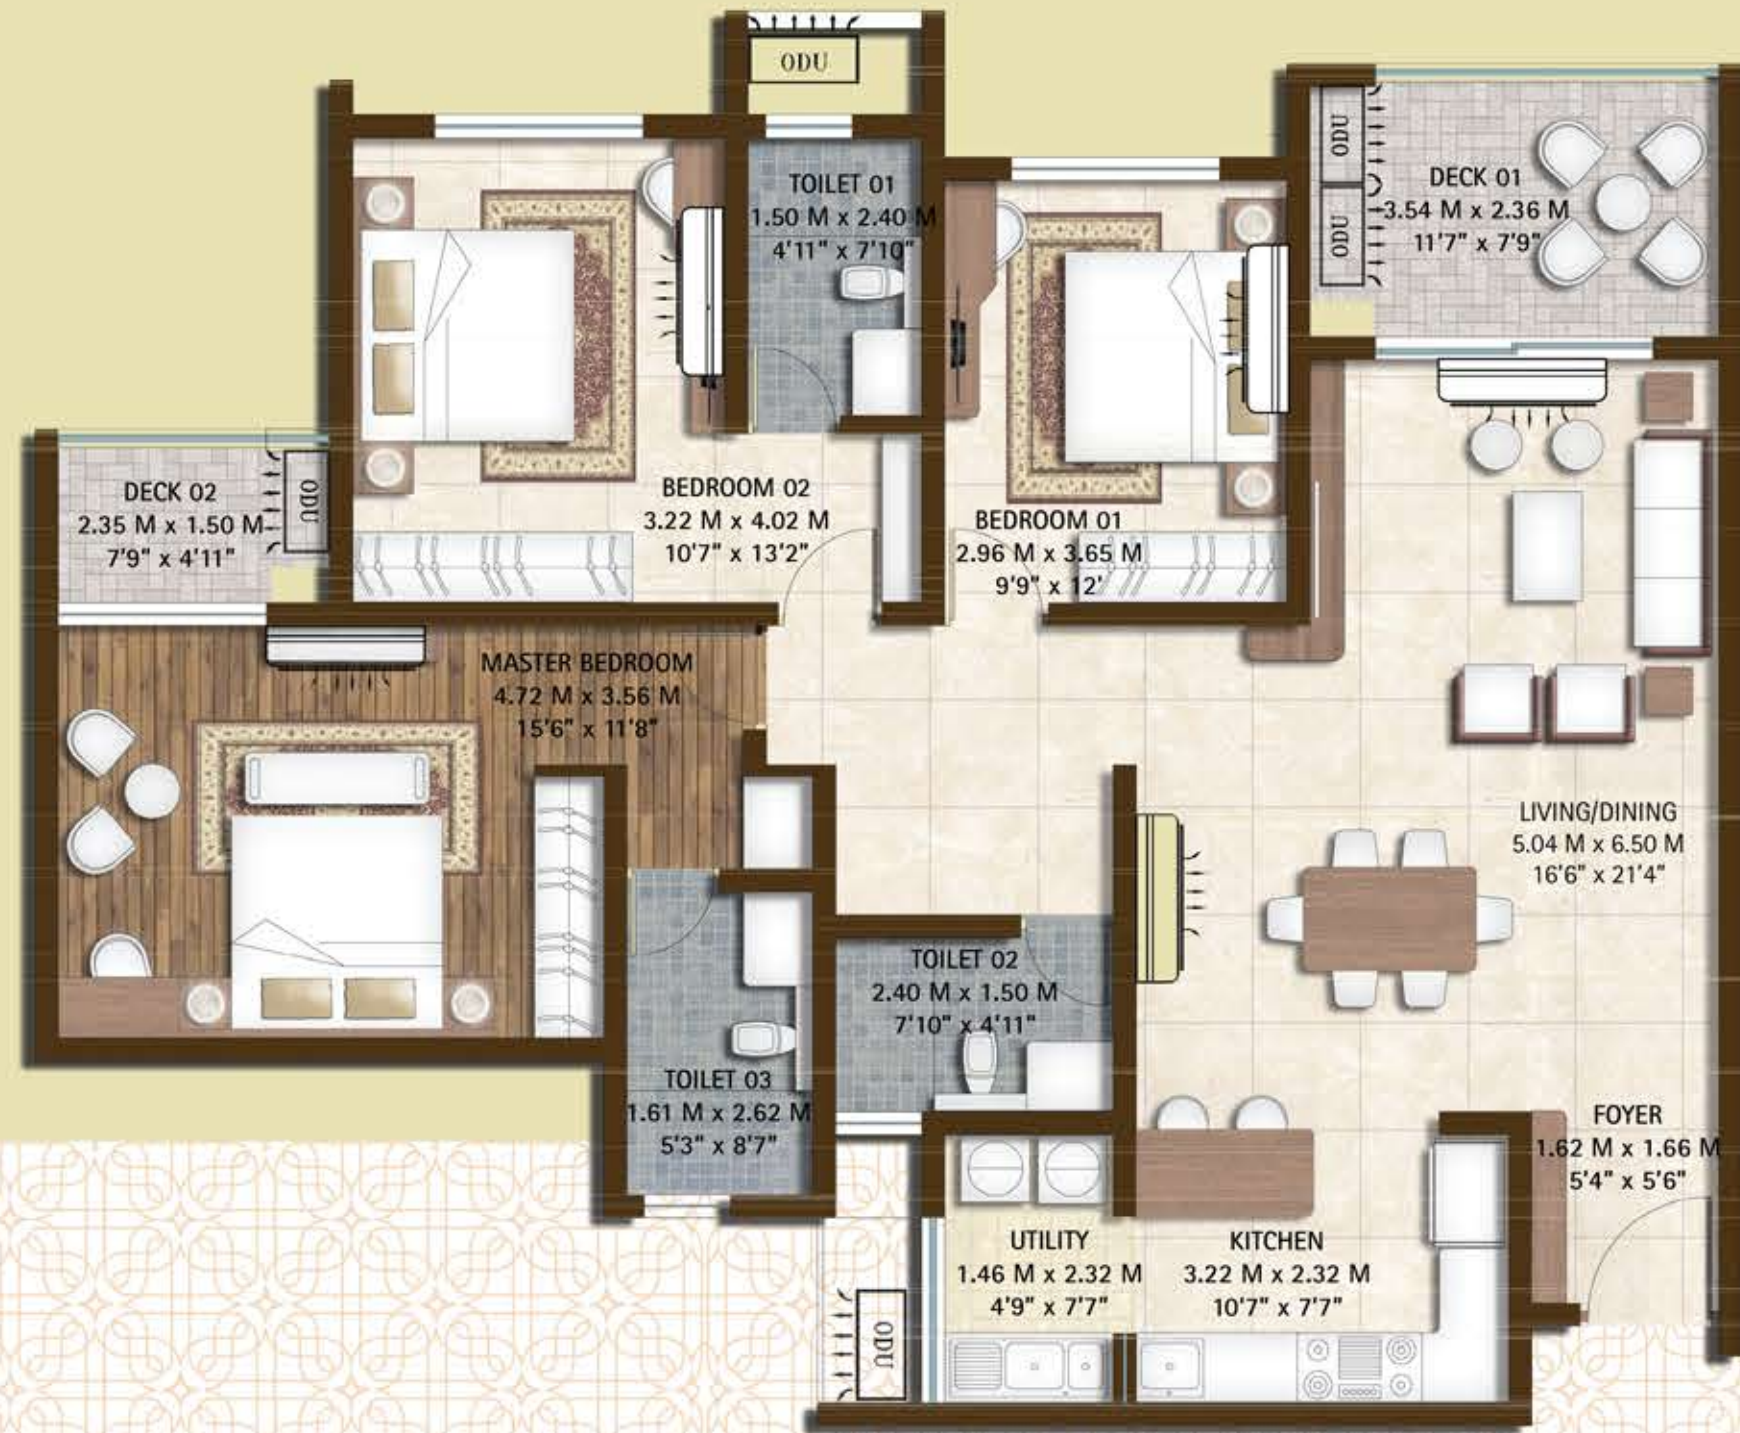 ODU
TOILET 01
1.50 M x 2.40 M
4'11" x 7'10"
ODU
ODU
DECK 01
3.54 M x 2.36 M
11'7" x 7'9"
DECK 02
2.35 M x 1.50 M
7'9" x 4'11"
ODU
BEDROOM 02
3.22 M x 4.02 M
10'7" x 13'2"
BEDROOM 01
2.96 M x 3.65 M
9'9" x 12'
MASTER BEDROOM
4.72 M x 3.56 M
15'6" x 11'8"
LIVING/DINING
5.04 M x 6.50 M
16'6" x 21'4"
TOILET 02
2.40 M x 1.50 M
7'10" x 4'11"
TOILET 03
1.61 M x 2.62 M
5'3" x 8'7"
FOYER
1.62 M x 1.66 M
5'4" x 5'6"
UTILITY
1.46 M x 2.32 M
4'9" x 7'7"
KITCHEN
3.22 M x 2.32 M
10'7" x 7'7"
ODU